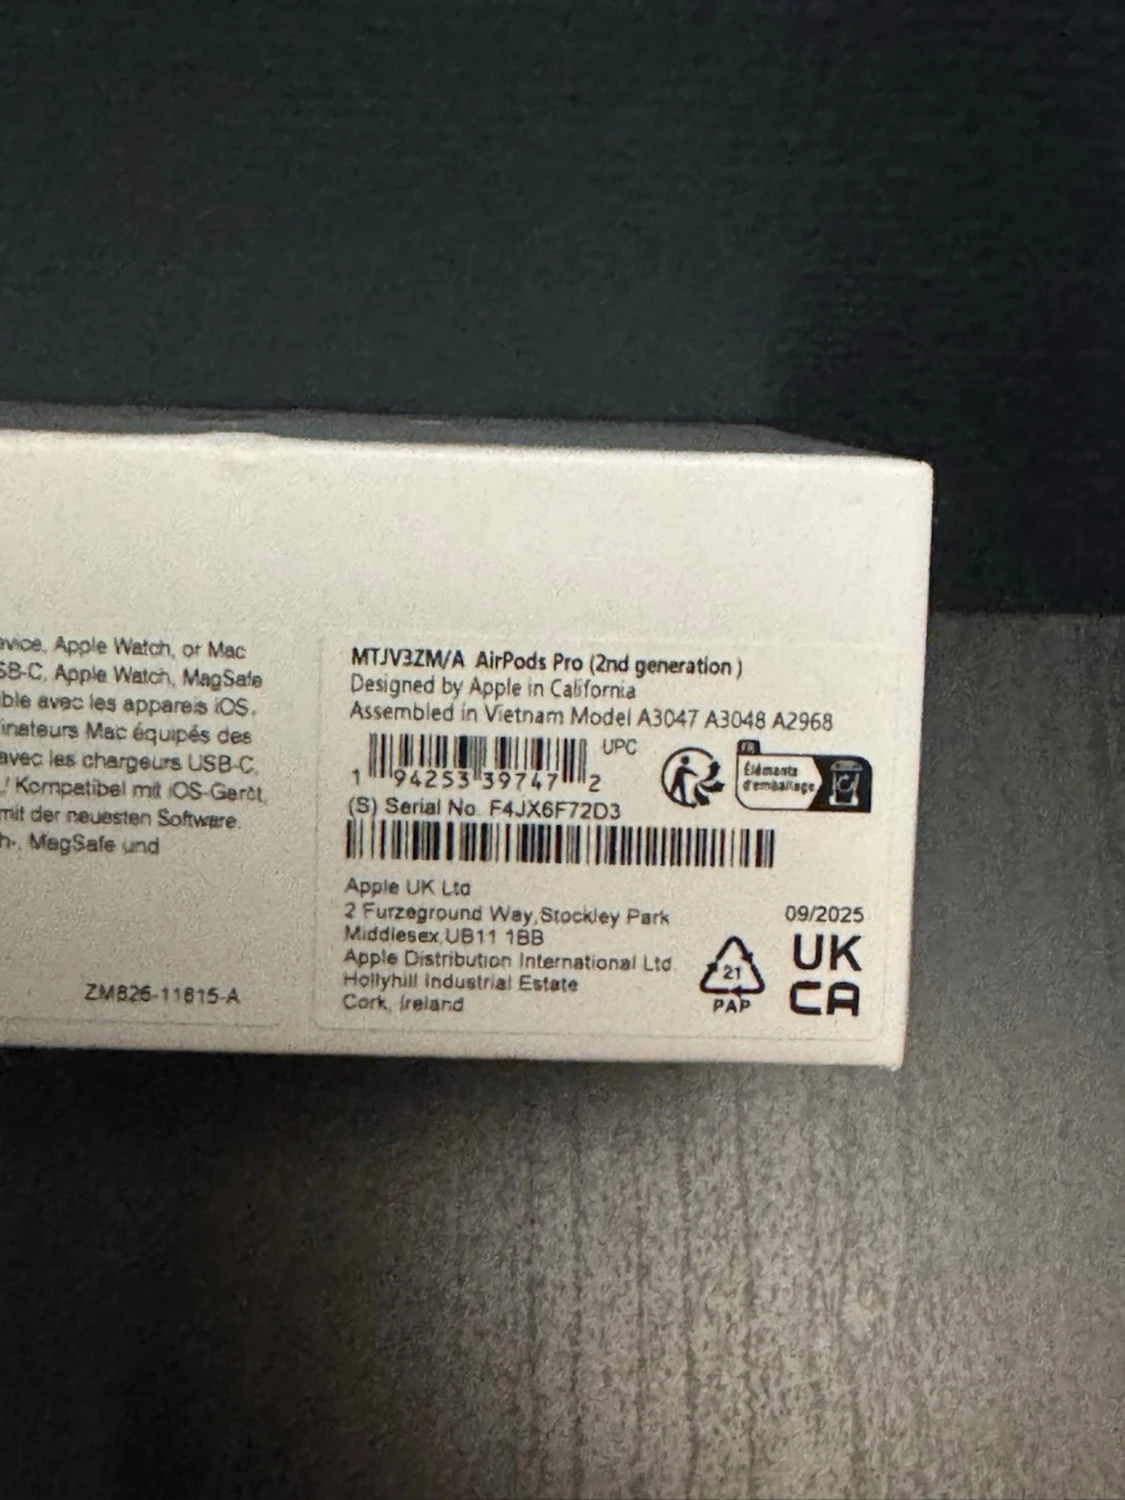 evice, Apple Watch, or Mac
SB-C, Apple Watch, MagSafe
ble avec les appareis iOS,
inateurs Mac équipés des
avec les chargeurs USB-C,
/ Kompatibel mit iOS-Gerät,
mit der neuesten Software.
h-, MagSafe und
ZM826-11615-A
MTJV3ZM/A AirPods Pro (2nd generation )
Designed by Apple in California
Assembled in Vietnam Model A3047 A3048 A2968
UPC
1 94253 39747 2
(S) Serial No. F4JX6F72D3
FR
Éléments
d'emballage
Apple UK Ltd
2 Furzeground Way,Stockley Park
Middlesex,UB11 1BB
Apple Distribution International Ltd
Hollyhill Industrial Estate
Cork, Ireland
09/2025
21
PAP
UK
CA